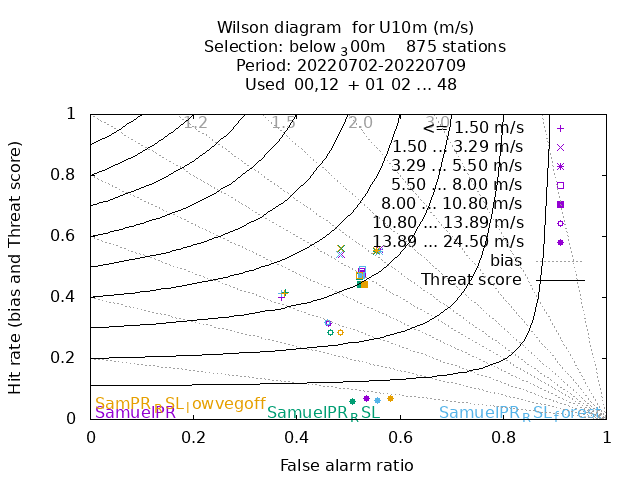 Wilson diagram for U10m (m/s)
Selection: below ₃00m 875 stations
Period: 20220702-20220709
Used 00,12 + 01 02 ... 48
Hit rate (bias and Threat score)
1
0.8
0.6
0.4
0.2
0
1.2 1.5 2.0 3.0
<= 1.50 m/s
1.50 ... 3.29 m/s
3.29 ... 5.50 m/s
5.50 ... 8.00 m/s
8.00 ... 10.80 m/s
10.80 ... 13.89 m/s
13.89 ... 24.50 m/s
bias
Threat score
SamPR_RSL_lowvegoff
SamuelPR SamuelPR_RSL SamuelPR_RSL_forest
0 0.2 0.4 0.6 0.8 1
False alarm ratio